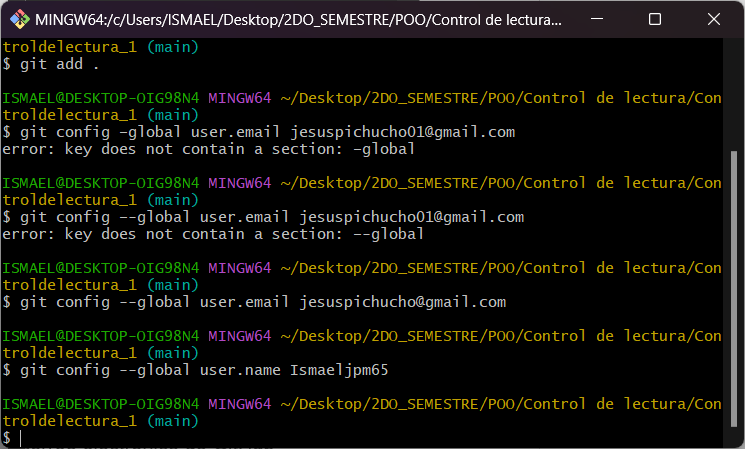 MINGW64:/c/Users/ISMAEL/Desktop/2DO_SEMESTRE/POO/Control de lectura...
troldelectura_1 (main)
$ git add .
ISMAEL@DESKTOP-OIG98N4 MINGW64 ~/Desktop/2DO_SEMESTRE/POO/Control de lectura/Con
troldelectura_1 (main)
$ git config –global user.email jesuspichucho01@gmail.com
error: key does not contain a section: –global
ISMAEL@DESKTOP-OIG98N4 MINGW64 ~/Desktop/2DO_SEMESTRE/POO/Control de lectura/Con
troldelectura_1 (main)
$ git config -–global user.email jesuspichucho01@gmail.com
error: key does not contain a section: -–global
ISMAEL@DESKTOP-OIG98N4 MINGW64 ~/Desktop/2DO_SEMESTRE/POO/Control de lectura/Con
troldelectura_1 (main)
$ git config --global user.email jesuspichucho@gmail.com
ISMAEL@DESKTOP-OIG98N4 MINGW64 ~/Desktop/2DO_SEMESTRE/POO/Control de lectura/Con
troldelectura_1 (main)
$ git config --global user.name Ismaeljpm65
ISMAEL@DESKTOP-OIG98N4 MINGW64 ~/Desktop/2DO_SEMESTRE/POO/Control de lectura/Con
troldelectura_1 (main)
$